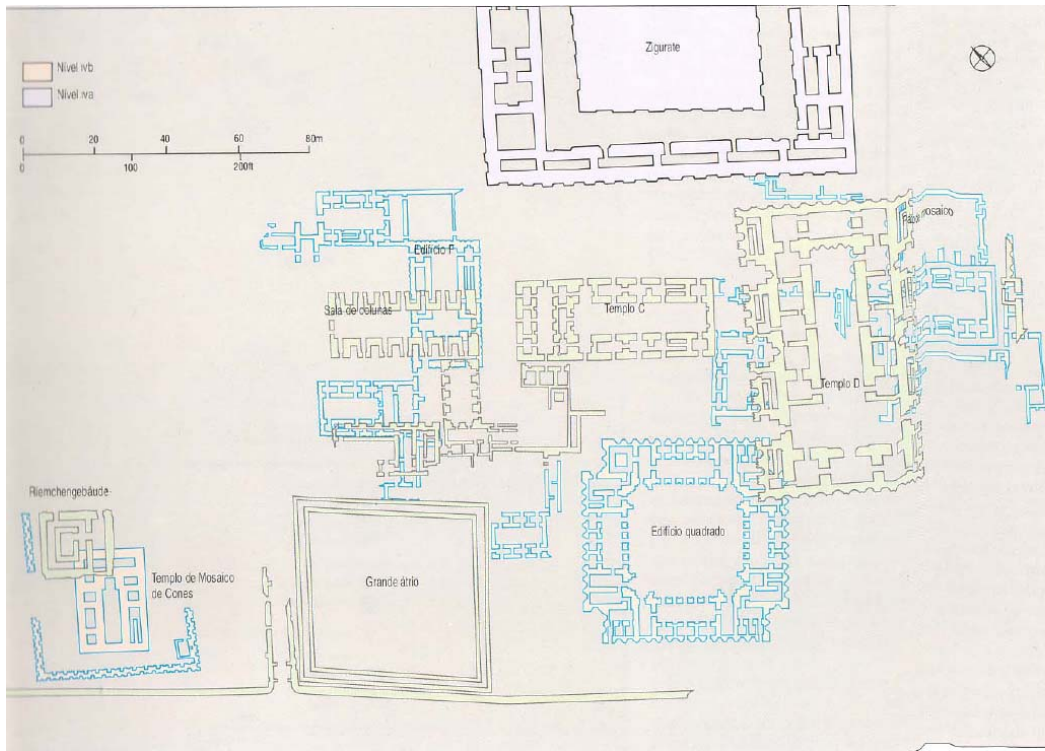 Zigurate
Nível ivb
Nível iva
0 20 40 60 80m
0 100 200ft
mosaico
Edifício F
Sala de colunas
Templo C
Templo D
Riemchengebäude
Edifício quadrado
Grande átrio
Templo de Mosaico
de Cones